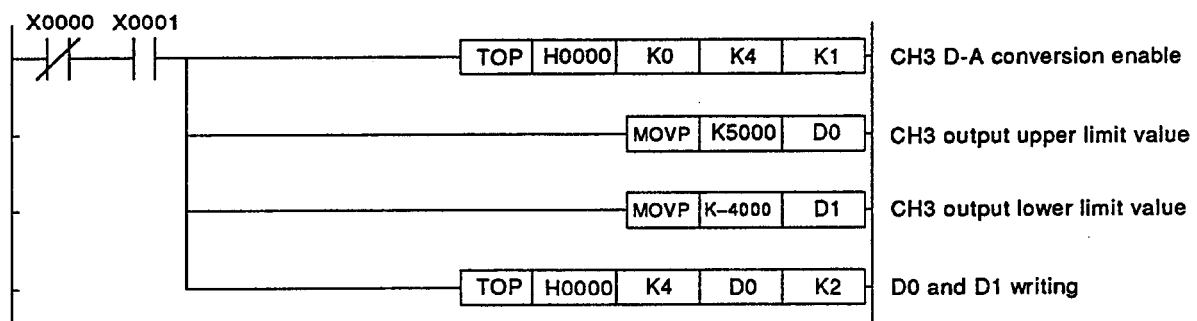 X0000 X0001
TOP H0000 K0 K4 K1 CH3 D-A conversion enable
MOVP K5000 D0 CH3 output upper limit value
MOVP K-4000 D1 CH3 output lower limit value
TOP H0000 K4 D0 K2 D0 and D1 writing